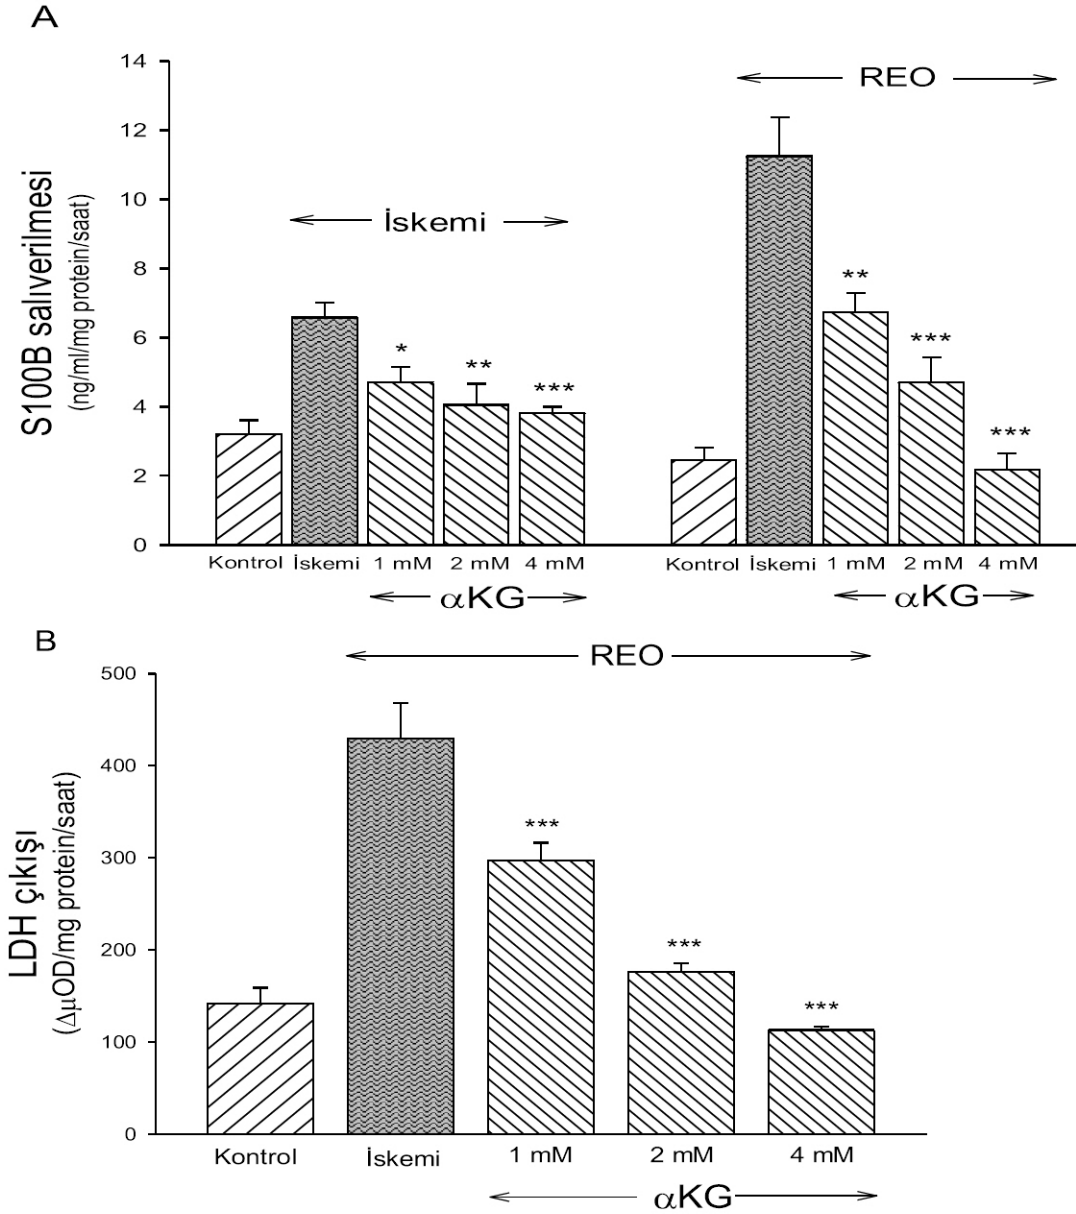 A
14
12
10
8
6
4
2
0
S100B salıverilmesi
(ng/ml/mg protein/saat)
İskemi
REO
*
**
***
**
***
***
Kontrol İskemi 1 mM 2 mM 4 mM
αKG
Kontrol İskemi 1 mM 2 mM 4 mM
αKG
B
500
400
300
200
100
0
LDH çıkışı
(ΔµOD/mg protein/saat)
REO
***
***
***
Kontrol İskemi 1 mM 2 mM 4 mM
αKG